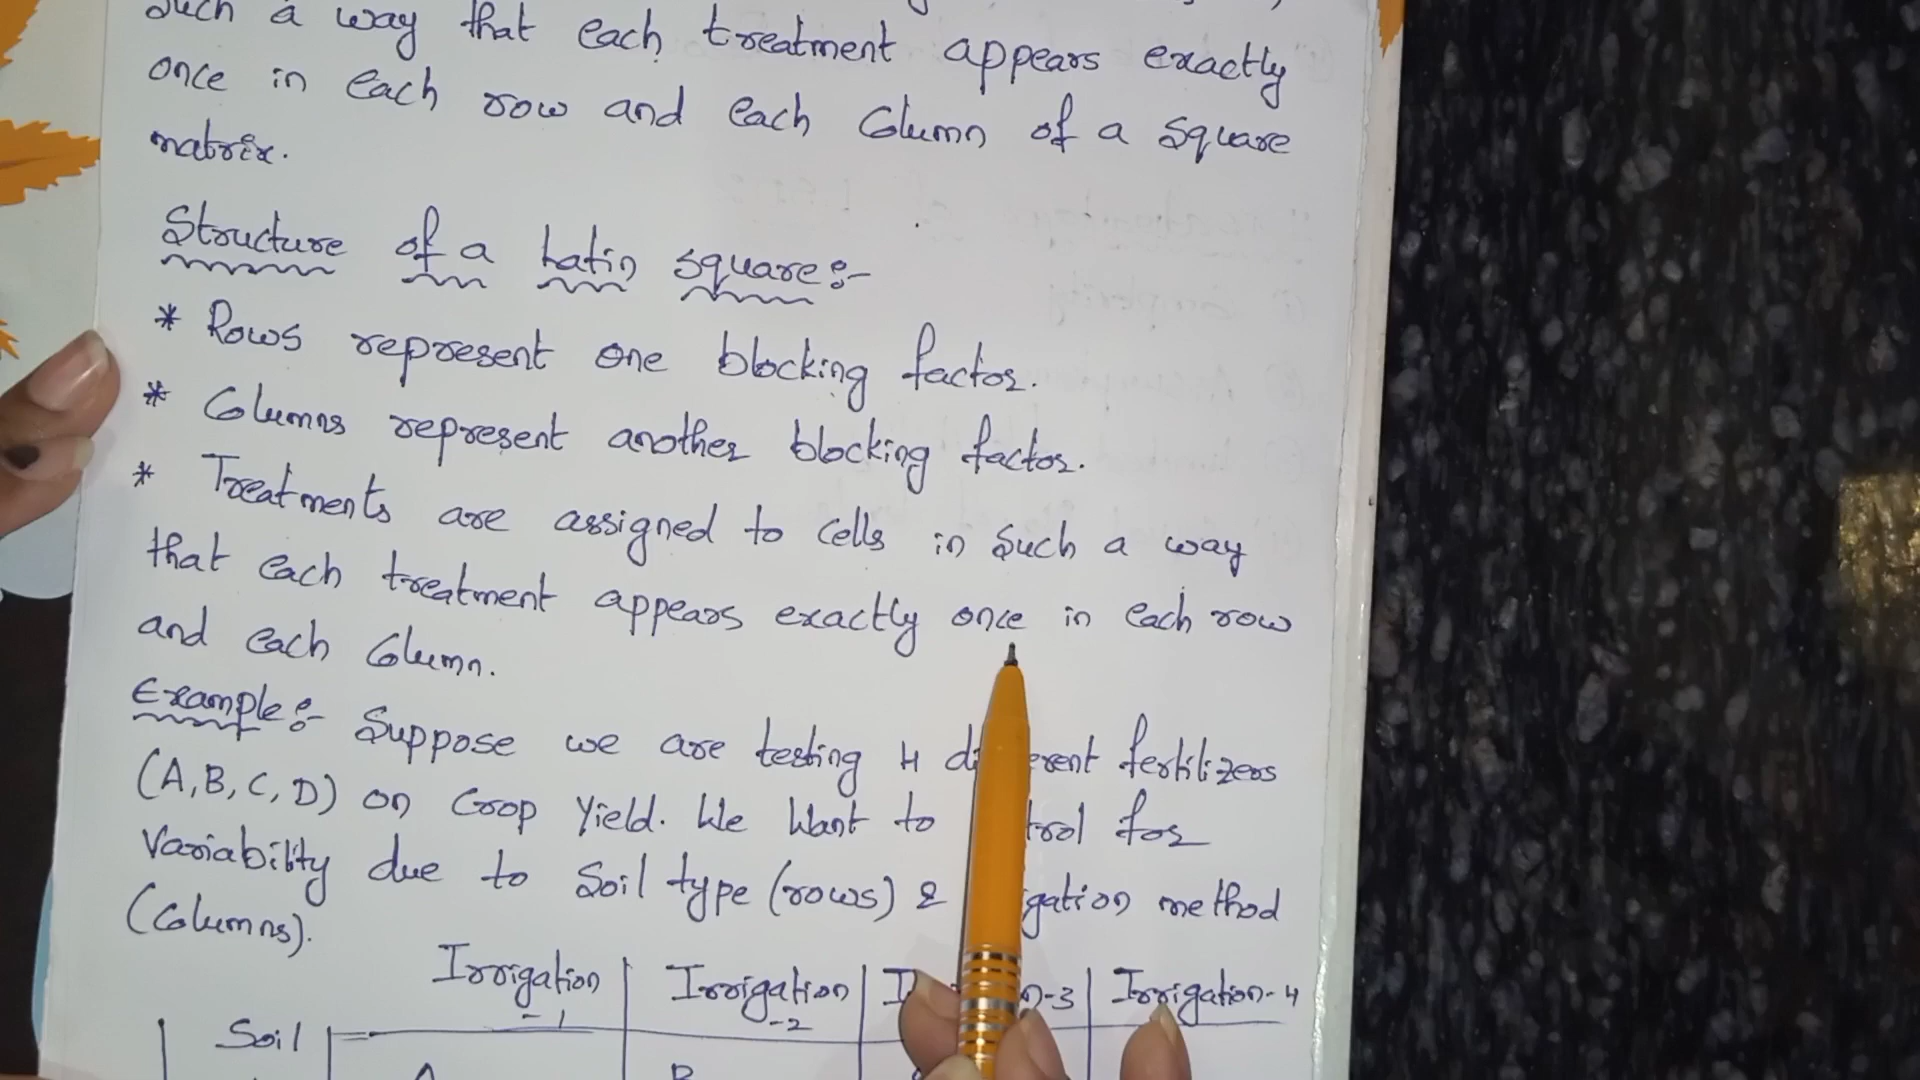 such a way that each treatment appears exactly
once in each row and each Column of a square
matrix.
Structure of a Latin square:-
* Rows represent one blocking factor.
* Columns represent another blocking factor.
* Treatments are assigned to cells in such a way
that each treatment appears exactly once in each row
and each Column.
Example:- Suppose we are testing 4 different fertilizers
(A, B, C, D) on Crop Yield. We Want to trol for
Variability due to Soil type (rows) & gation method
(Columns).
Irrigation -1 Irrigation -2 n-3 Irrigation-4
Soil
A B